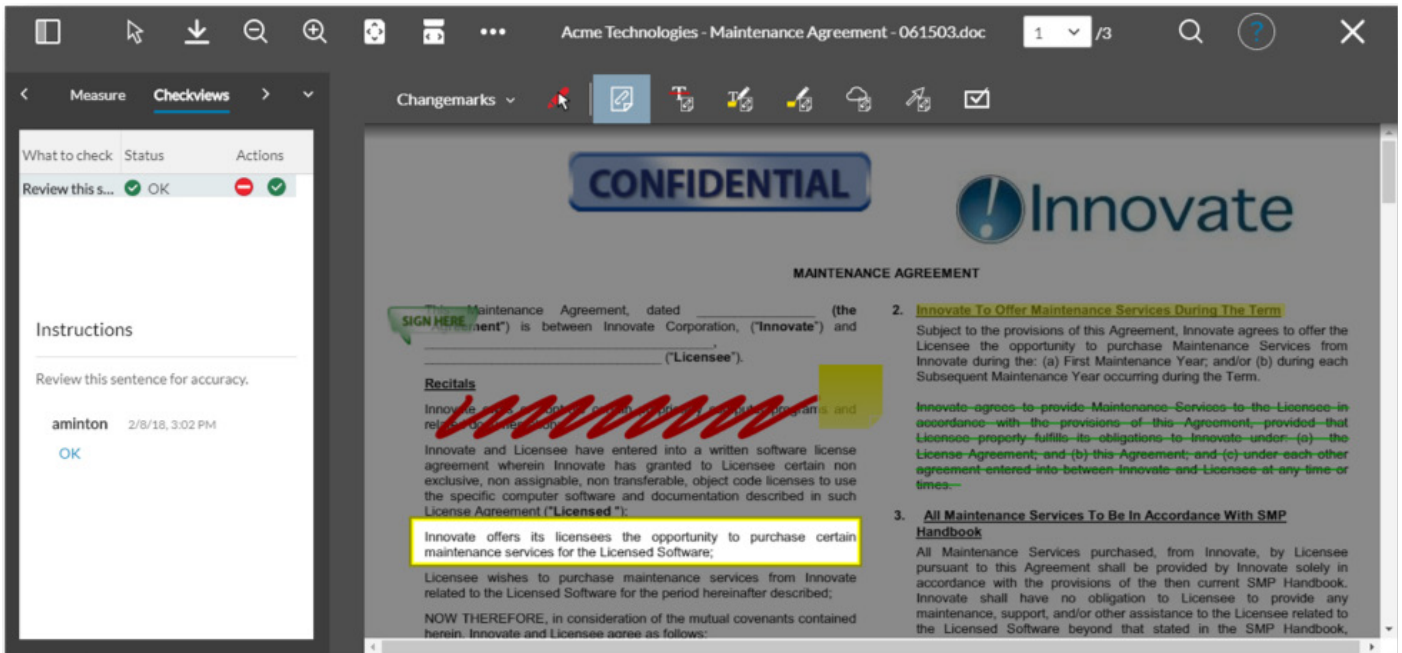 Acme Technologies - Maintenance Agreement - 061503.doc
1
/3
?
Measure
Checkviews
Changemarks
What to check
Status
Actions
Review this s...
OK
Instructions
Review this sentence for accuracy.
aminton
2/8/18, 3:02 PM
OK
CONFIDENTIAL
Innovate
MAINTENANCE AGREEMENT
SIGN HERE
Maintenance Agreement, dated ________________ (the
ment") is between Innovate Corporation, ("Innovate") and
________________________________,
__________________________ ("Licensee").
Recitals
Innovate and
Innovate and Licensee have entered into a written software license
agreement wherein Innovate has granted to Licensee certain non
exclusive, non assignable, non transferable, object code licenses to use
the specific computer software and documentation described in such
License Agreement ("Licensed ");
Innovate offers its licensees the opportunity to purchase certain
maintenance services for the Licensed Software;
Licensee wishes to purchase maintenance services from Innovate
related to the Licensed Software for the period hereinafter described;
NOW THEREFORE, in consideration of the mutual covenants contained
herein, Innovate and Licensee agree as follows:
2. Innovate To Offer Maintenance Services During The Term
Subject to the provisions of this Agreement, Innovate agrees to offer the
Licensee the opportunity to purchase Maintenance Services from
Innovate during the: (a) First Maintenance Year; and/or (b) during each
Subsequent Maintenance Year occurring during the Term.
Innovate agrees to provide Maintenance Services to the Licensee in
accordance with the provisions of this Agreement, provided that
Licensee properly fulfills its obligations to Innovate under: (a) the
License Agreement; and (b) this Agreement; and (c) under each other
agreement entered into between Innovate and Licensee at any time or
times.
3. All Maintenance Services To Be In Accordance With SMP
Handbook
All Maintenance Services purchased, from Innovate, by Licensee
pursuant to this Agreement shall be provided by Innovate solely in
accordance with the provisions of the then current SMP Handbook.
Innovate shall have no obligation to Licensee to provide any
maintenance, support, and/or other assistance to the Licensee related to
the Licensed Software beyond that stated in the SMP Handbook,